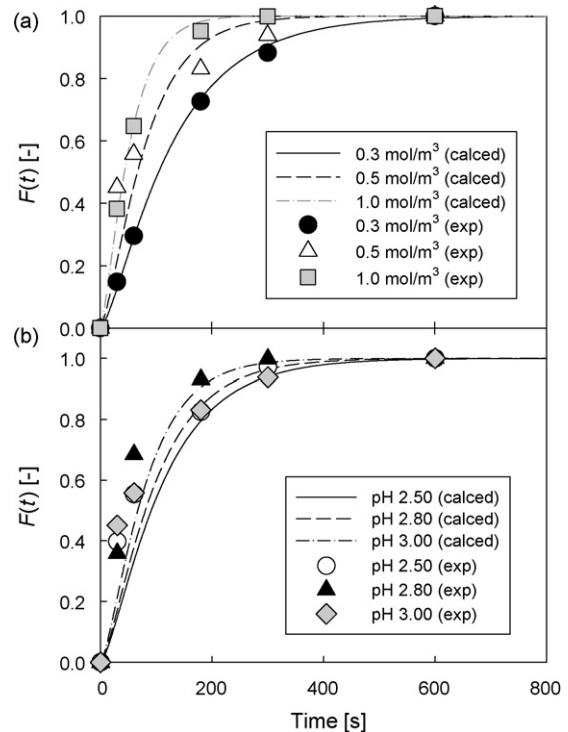 (a)
1.0
0.8
0.6
0.4
0.2
0.0
F(t) [-]
0.3 mol/m³ (calced)
0.5 mol/m³ (calced)
1.0 mol/m³ (calced)
0.3 mol/m³ (exp)
0.5 mol/m³ (exp)
1.0 mol/m³ (exp)
(b)
1.0
0.8
0.6
0.4
0.2
0.0
F(t) [-]
pH 2.50 (calced)
pH 2.80 (calced)
pH 3.00 (calced)
pH 2.50 (exp)
pH 2.80 (exp)
pH 3.00 (exp)
0 200 400 600 800
Time [s]